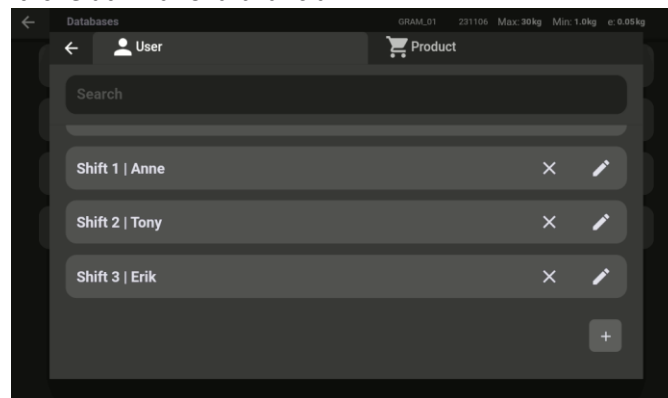 Databases GRAM_01 231106 Max: 30kg Min: 1.0kg e: 0.05kg
User Product
Search
Shift 1 | Anne
Shift 2 | Tony
Shift 3 | Erik
+